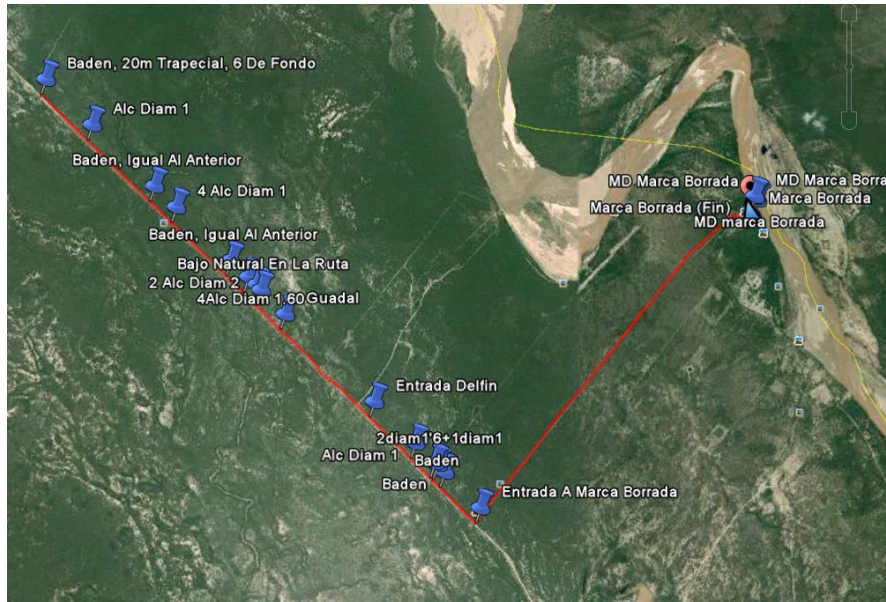 Baden, 20m Trapecial, 6 De Fondo
Alc Diam 1
Baden, Igual Al Anterior
4 Alc Diam 1
Baden, Igual Al Anterior
Bajo Natural En La Ruta
2 Alc Diam 2
4Alc Diam 1,60 Guadal
Entrada Delfin
2diam1'6+1diam1
Alc Diam 1
Baden
Baden
Entrada A Marca Borrada
MD Marca Borrada
MD Marca Borra
Marca Borrada
Marca Borrada (Fin)
MD marca Borrada